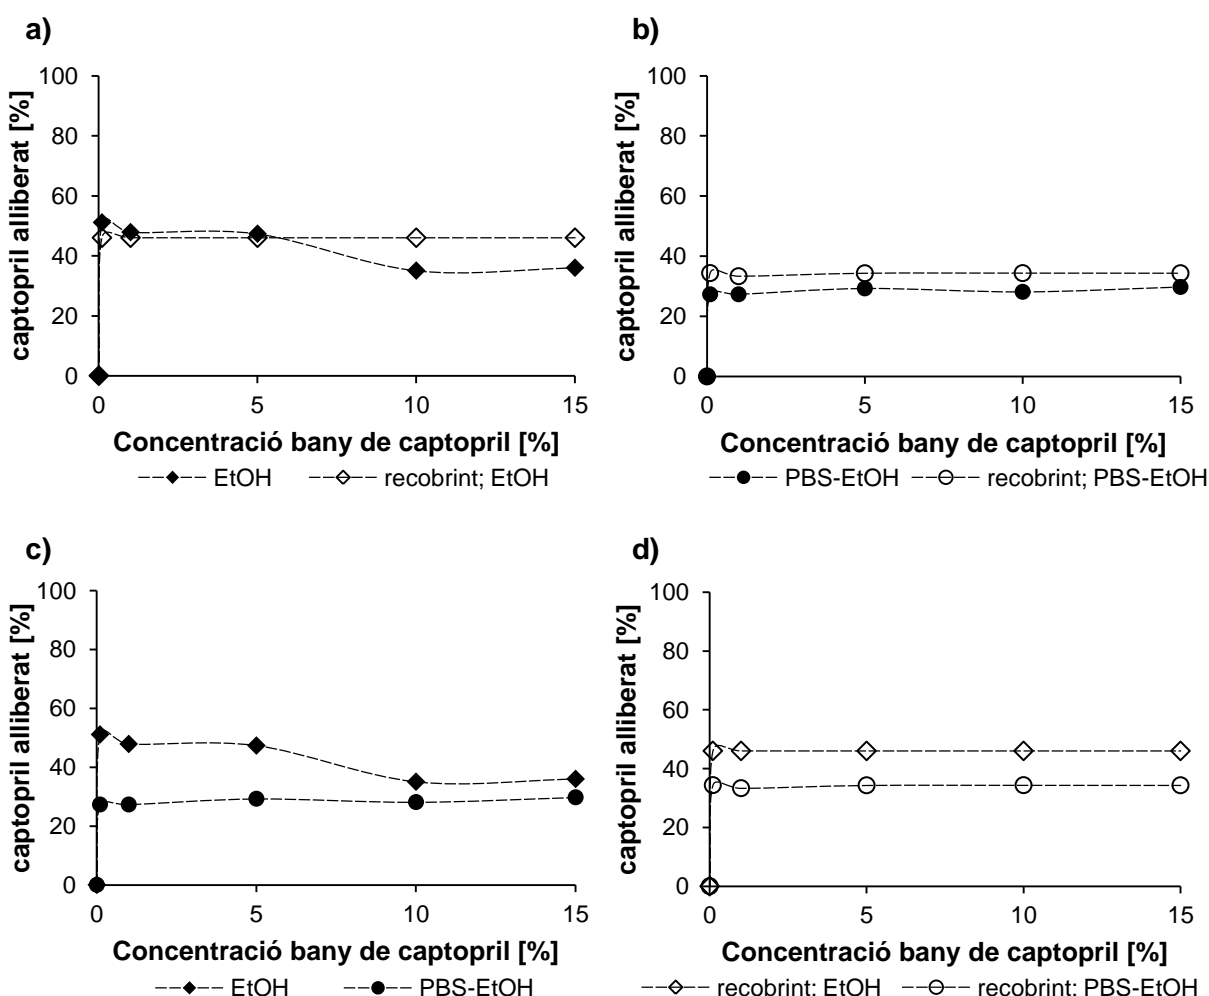 a)
captopril alliberat [%]
100
80
60
40
20
0
0 5 10 15
Concentració bany de captopril [%]
EtOH recobrint; EtOH
b)
captopril alliberat [%]
100
80
60
40
20
0
0 5 10 15
Concentració bany de captopril [%]
PBS-EtOH recobrint; PBS-EtOH
c)
captopril alliberat [%]
100
80
60
40
20
0
0 5 10 15
Concentració bany de captopril [%]
EtOH PBS-EtOH
d)
captopril alliberat [%]
100
80
60
40
20
0
0 5 10 15
Concentració bany de captopril [%]
recobrint; EtOH recobrint; PBS-EtOH